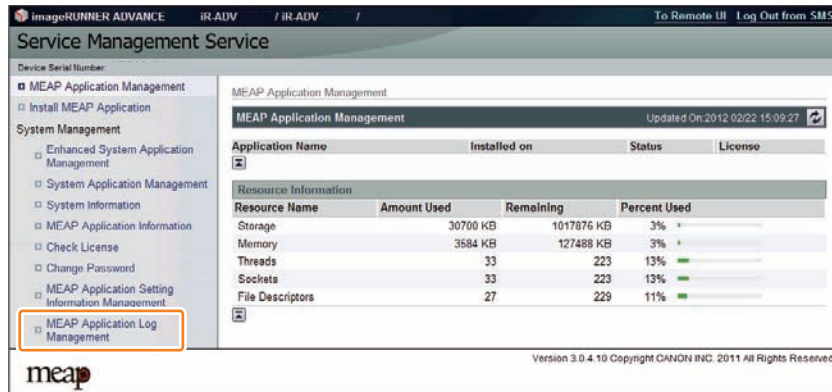 imageRUNNER ADVANCE iR-ADV / iR-ADV /
To Remote UI Log Out from SMS
Service Management Service
Device Serial Number:
MEAP Application Management
Install MEAP Application
System Management
Enhanced System Application
Management
System Application Management
System Information
MEAP Application Information
Check License
Change Password
MEAP Application Setting
Information Management
MEAP Application Log
Management
MEAP Application Management
MEAP Application Management Updated On:2012 02/22 15:09:27
Application Name Installed on Status License
Resource Information
Resource Name Amount Used Remaining Percent Used
Storage 30700 KB 1017876 KB 3%
Memory 3584 KB 127488 KB 3%
Threads 33 223 13%
Sockets 33 223 13%
File Descriptors 27 229 11%
meap
Version 3.0.4.10 Copyright CANON INC. 2011 All Rights Reserved